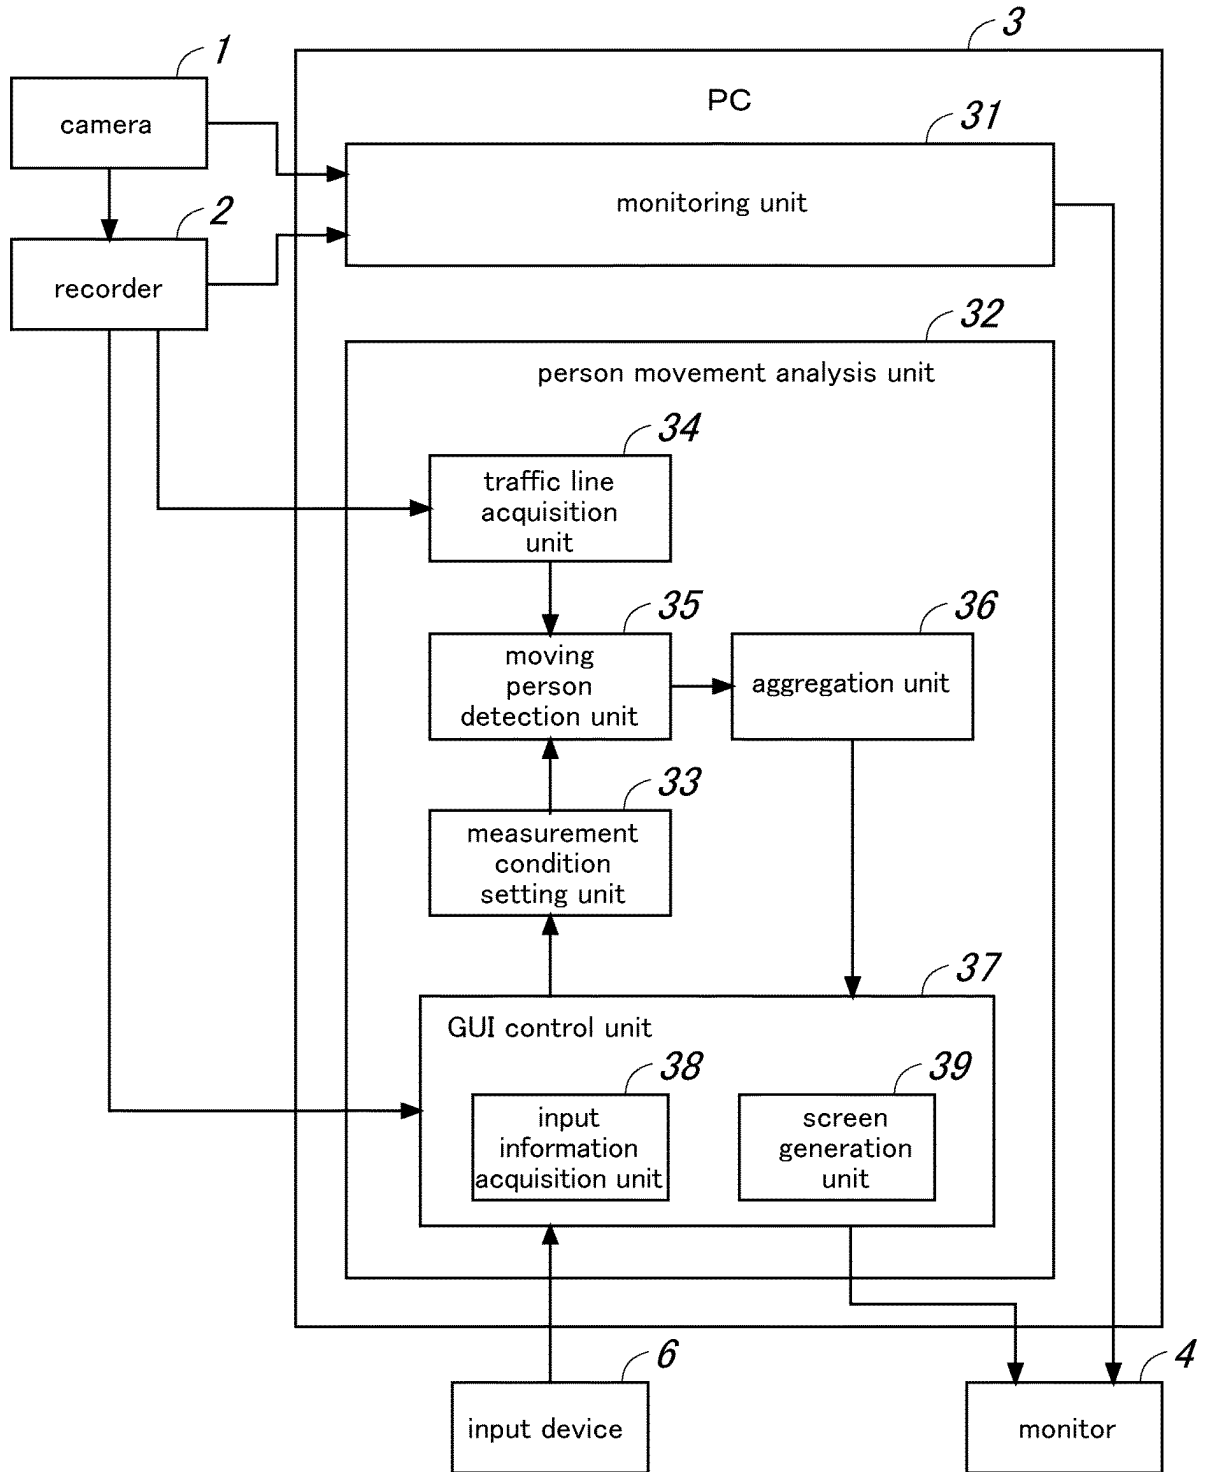 3
1
PC
camera
31
monitoring unit
2
recorder
32
person movement analysis unit
34
traffic line
acquisition
unit
35
moving
person
detection unit
36
aggregation unit
33
measurement
condition
setting unit
37
GUI control unit
38
input
information
acquisition unit
39
screen
generation
unit
6
input device
4
monitor